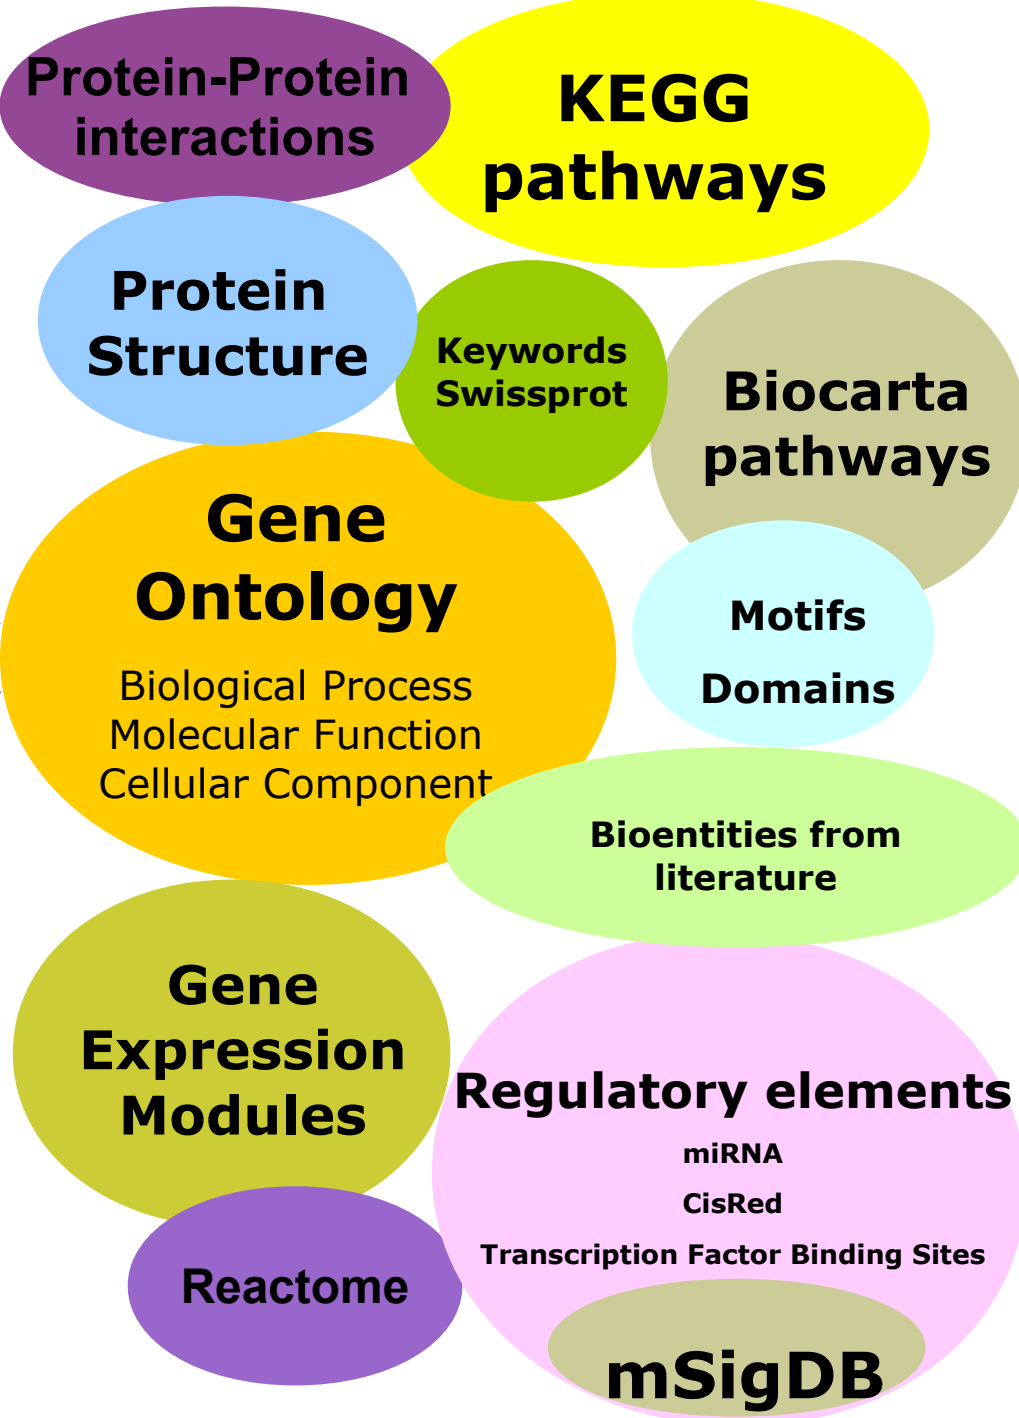 Protein-Protein
interactions
KEGG
pathways
Protein
Structure
Keywords
Swissprot
Biocarta
pathways
Gene
Ontology
Biological Process
Molecular Function
Cellular Component
Motifs
Domains
Bioentities from
literature
Gene
Expression
Modules
Regulatory elements
miRNA
CisRed
Transcription Factor Binding Sites
Reactome
mSigDB